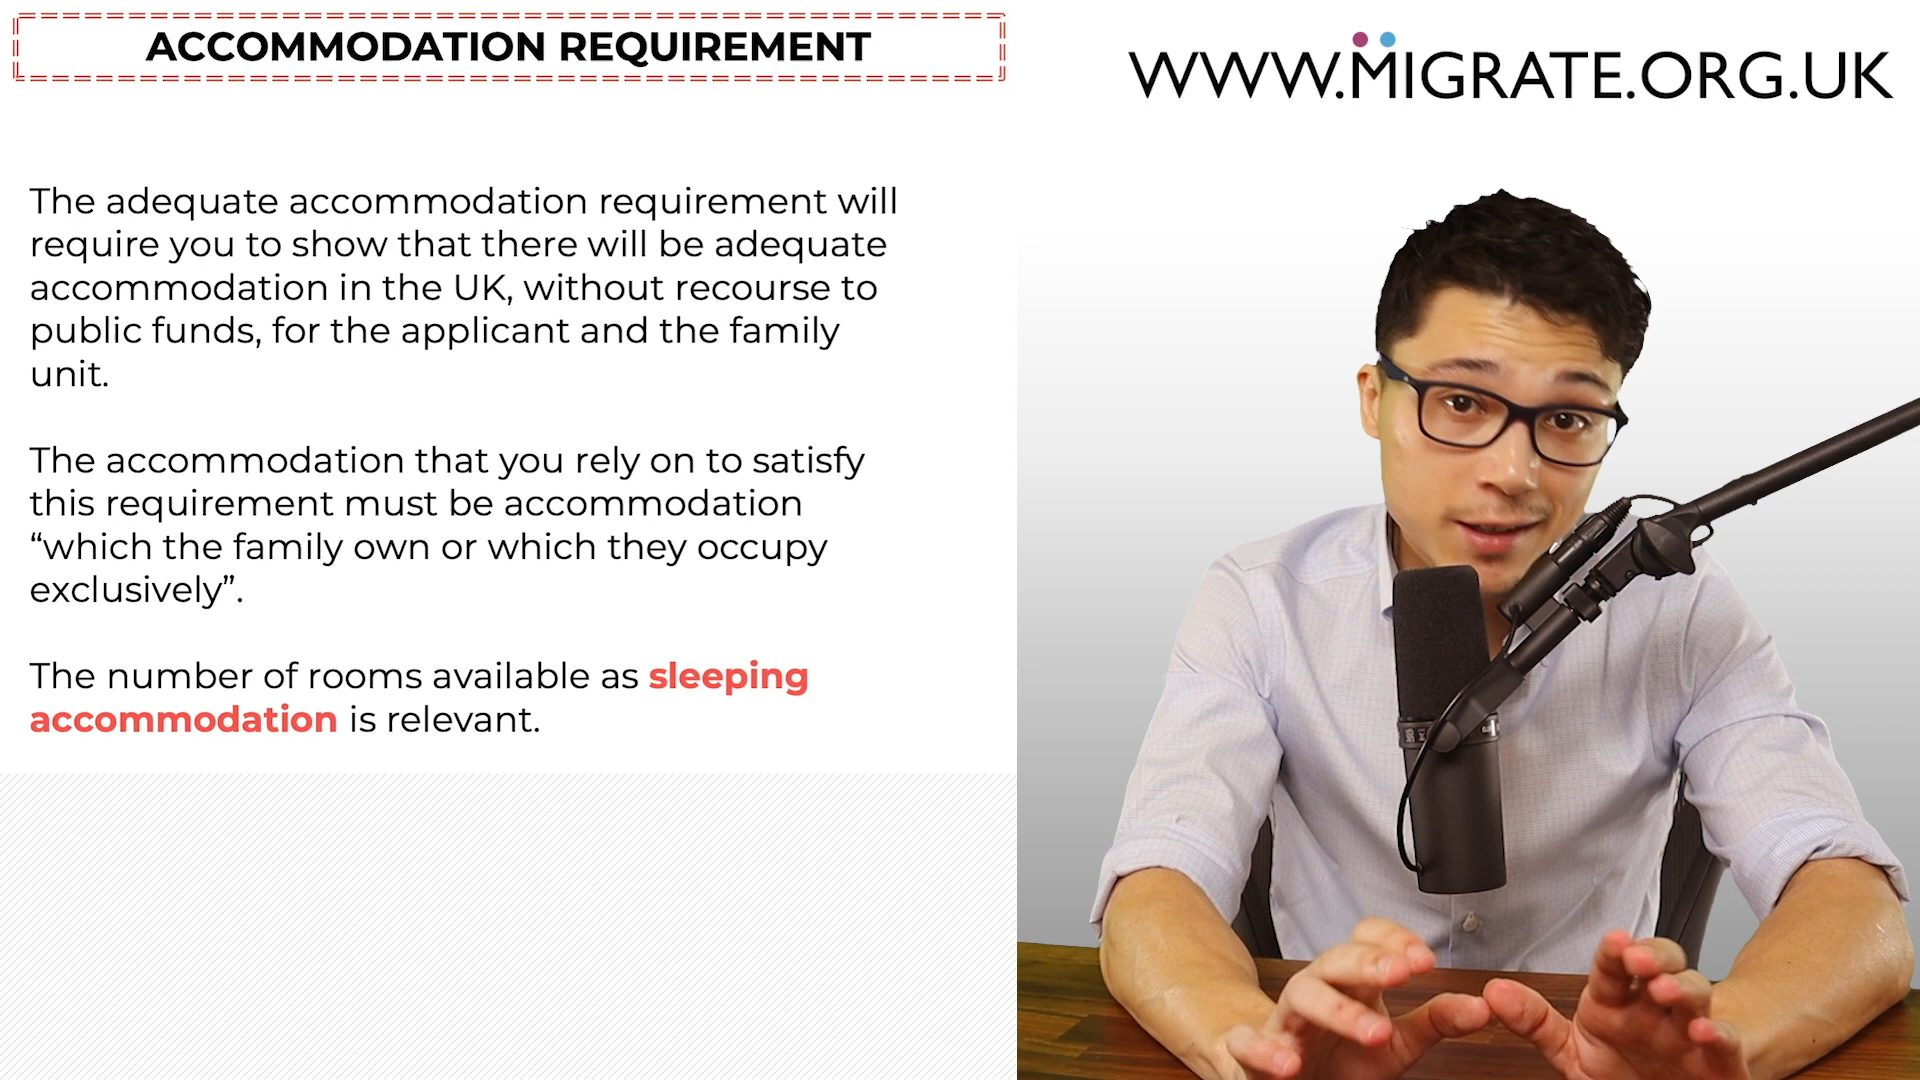 ACCOMMODATION REQUIREMENT
WWW.MIGRATE.ORG.UK
The adequate accommodation requirement will
require you to show that there will be adequate
accommodation in the UK, without recourse to
public funds, for the applicant and the family
unit.
The accommodation that you rely on to satisfy
this requirement must be accommodation
“which the family own or which they occupy
exclusively”.
The number of rooms available as sleeping
accommodation is relevant.